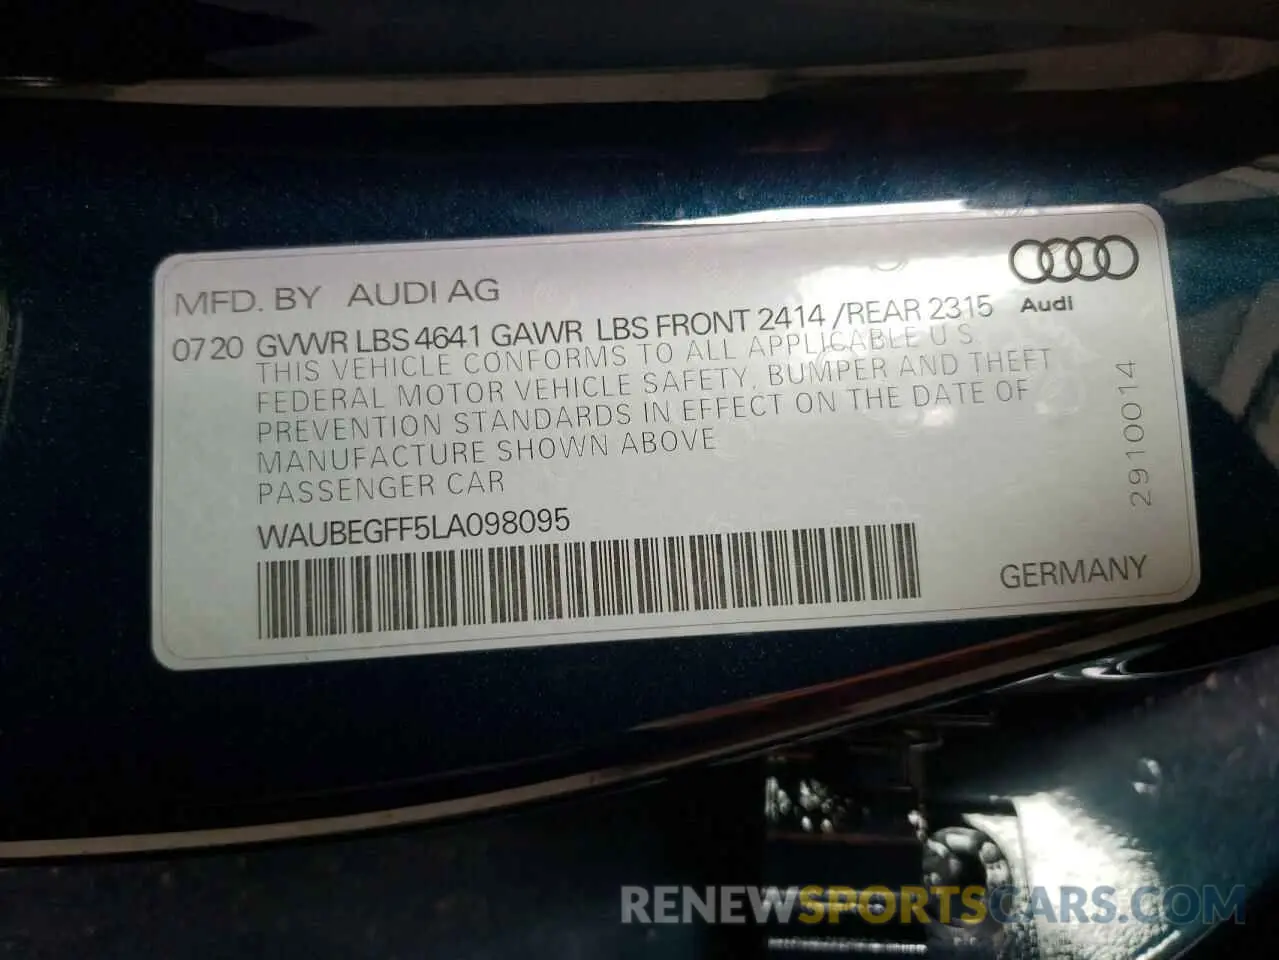 MFD. BY AUDI AG
Audi
0720 GVWR LBS 4641 GAWR LBS FRONT 2414 /REAR 2315
THIS VEHICLE CONFORMS TO ALL APPLICABLE U S
FEDERAL MOTOR VEHICLE SAFETY, BUMPER AND THEFT
PREVENTION STANDARDS IN EFFECT ON THE DATE OF
MANUFACTURE SHOWN ABOVE
PASSENGER CAR
WAUBEGFF5LA098095
GERMANY
2910014
RENEWSPORTSCARS.COM